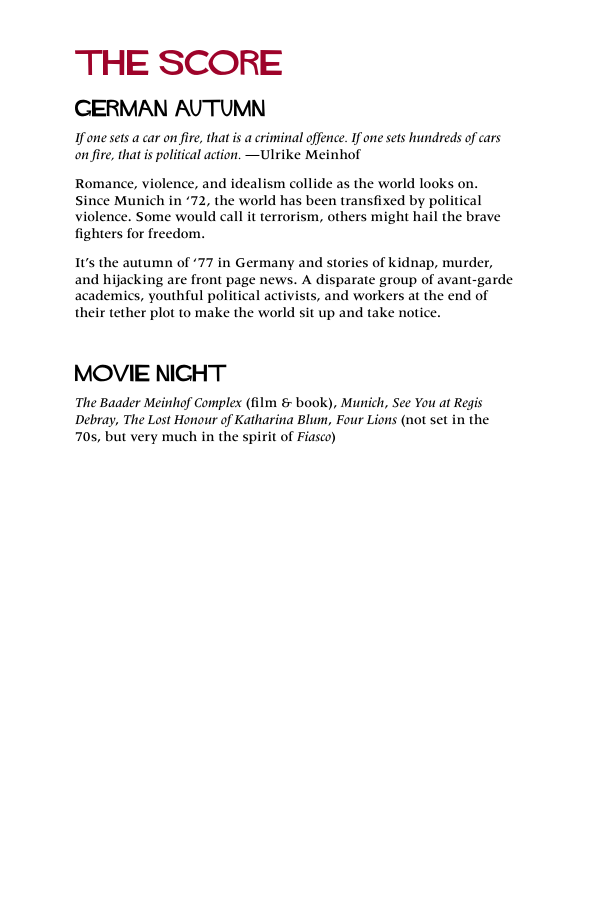 THE SCORE
GERMAN AUTUMN
If one sets a car on fire, that is a criminal offence. If one sets hundreds of cars
on fire, that is political action. —Ulrike Meinhof
Romance, violence, and idealism collide as the world looks on.
Since Munich in ‘72, the world has been transfixed by political
violence. Some would call it terrorism, others might hail the brave
fighters for freedom.
It’s the autumn of ‘77 in Germany and stories of kidnap, murder,
and hijacking are front page news. A disparate group of avant-garde
academics, youthful political activists, and workers at the end of
their tether plot to make the world sit up and take notice.
MOVIE NIGHT
The Baader Meinhof Complex (film & book), Munich, See You at Regis
Debray, The Lost Honour of Katharina Blum, Four Lions (not set in the
70s, but very much in the spirit of Fiasco)